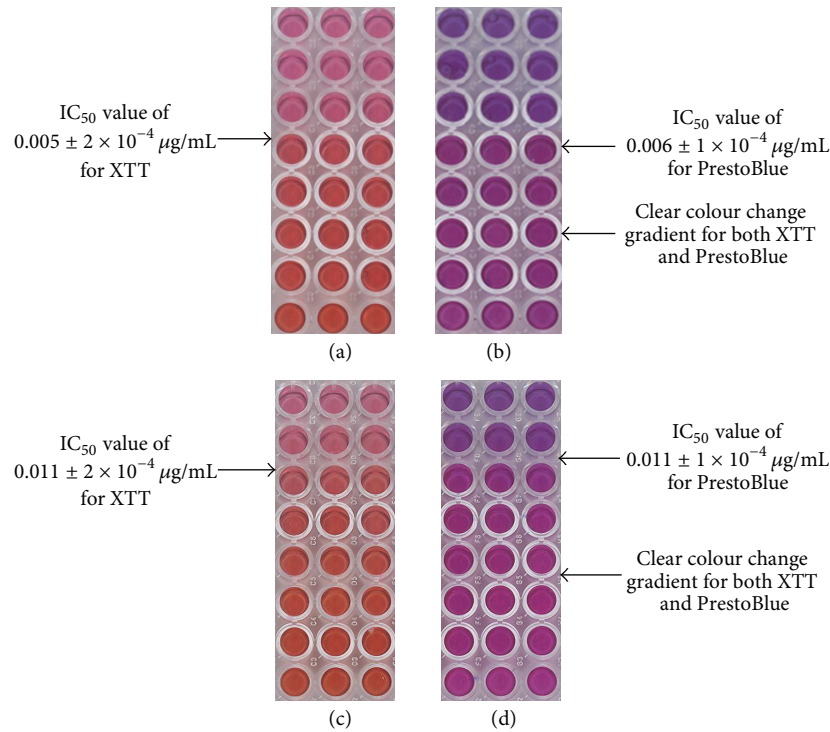 IC₅₀ value of
0.005 ± 2 × 10⁻⁴ μg/mL
for XTT
IC₅₀ value of
0.006 ± 1 × 10⁻⁴ μg/mL
for PrestoBlue
Clear colour change
gradient for both XTT
and PrestoBlue
(a)
(b)
IC₅₀ value of
0.011 ± 2 × 10⁻⁴ μg/mL
for XTT
IC₅₀ value of
0.011 ± 1 × 10⁻⁴ μg/mL
for PrestoBlue
Clear colour change
gradient for both XTT
and PrestoBlue
(c)
(d)